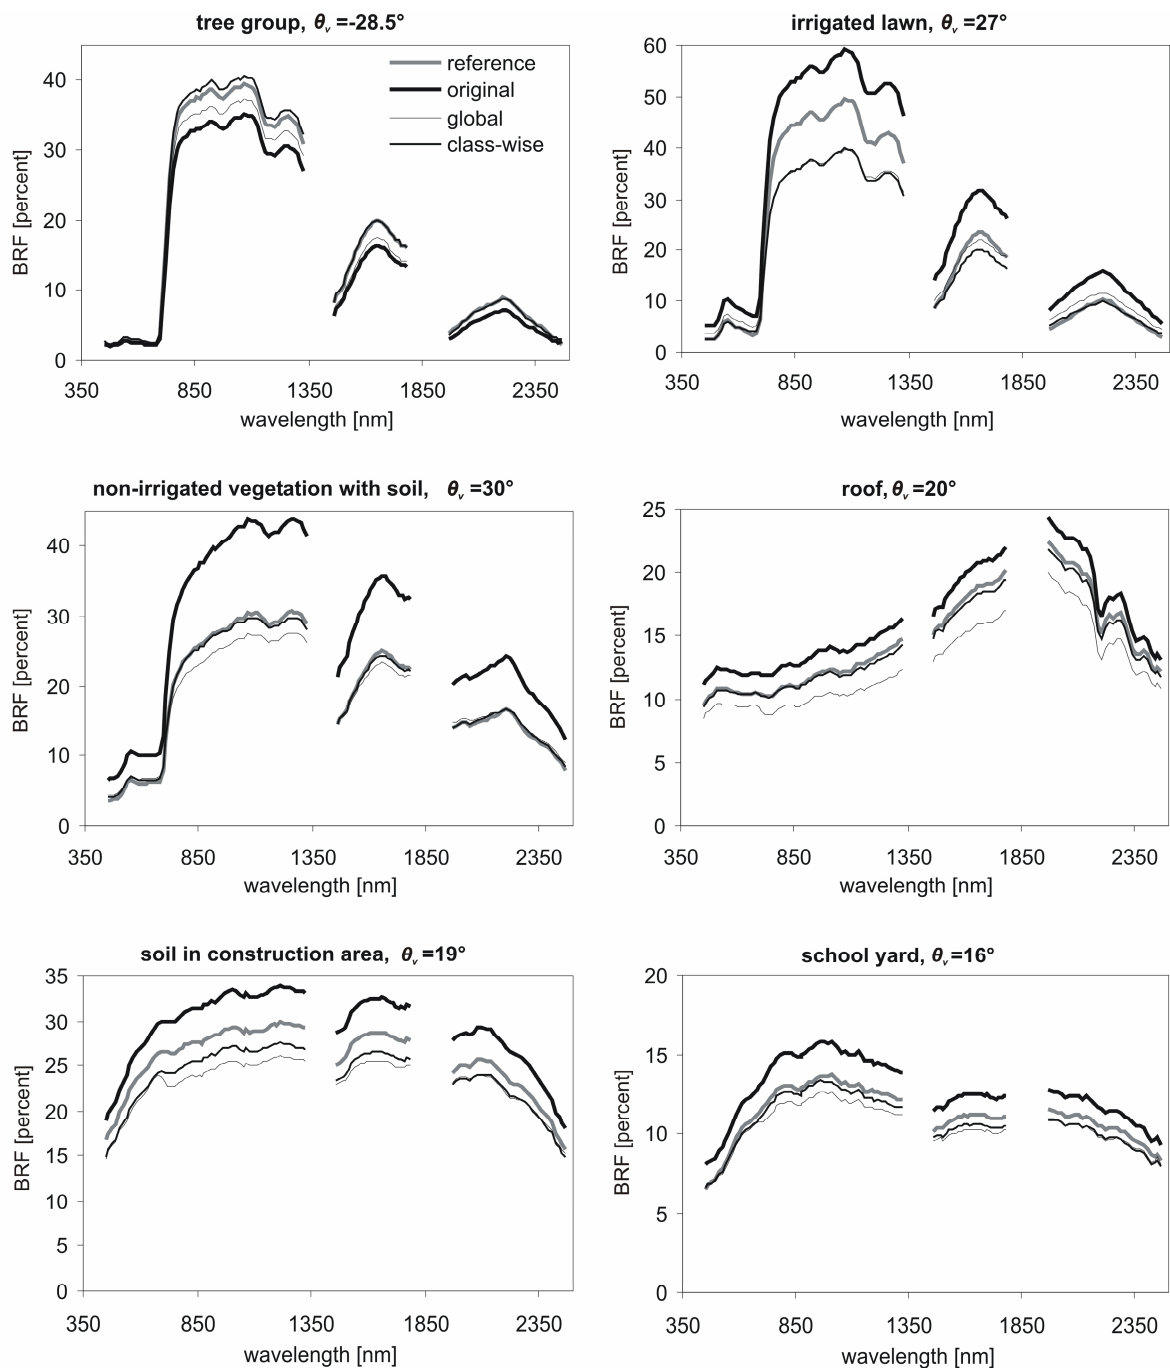 tree group, θv =-28.5°
reference
original
global
class-wise
BRF [percent]
40
30
20
10
0
350 850 1350 1850 2350
wavelength [nm]
irrigated lawn, θv =27°
BRF [percent]
60
50
40
30
20
10
0
350 850 1350 1850 2350
wavelength [nm]
non-irrigated vegetation with soil, θv =30°
BRF [percent]
40
30
20
10
0
350 850 1350 1850 2350
wavelength [nm]
roof, θv =20°
BRF [percent]
25
20
15
10
5
0
350 850 1350 1850 2350
wavelength [nm]
soil in construction area, θv =19°
BRF [percent]
35
30
25
20
15
10
5
0
350 850 1350 1850 2350
wavelength [nm]
school yard, θv =16°
BRF [percent]
20
15
10
5
0
350 850 1350 1850 2350
wavelength [nm]